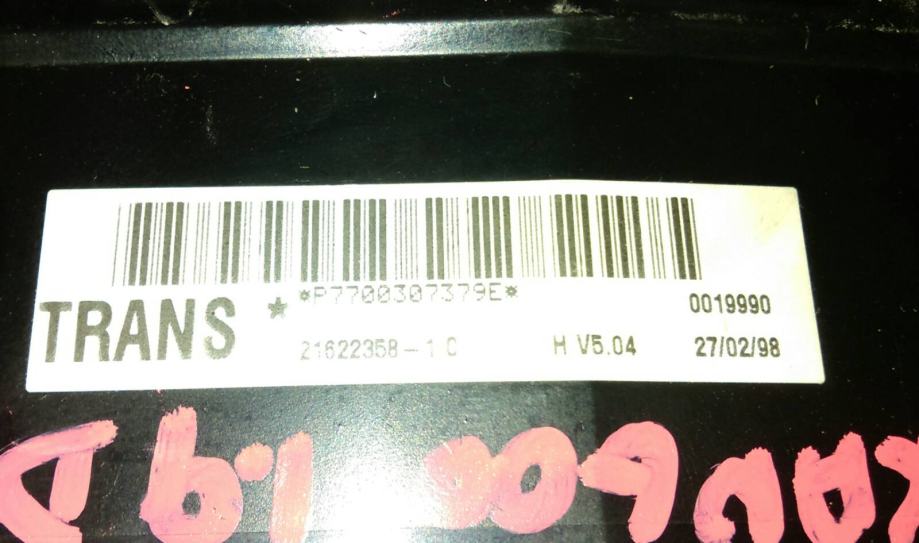 *P7700307379E*
0019990
TRANS ★
21622358-1 C
H V5.04
27/02/98